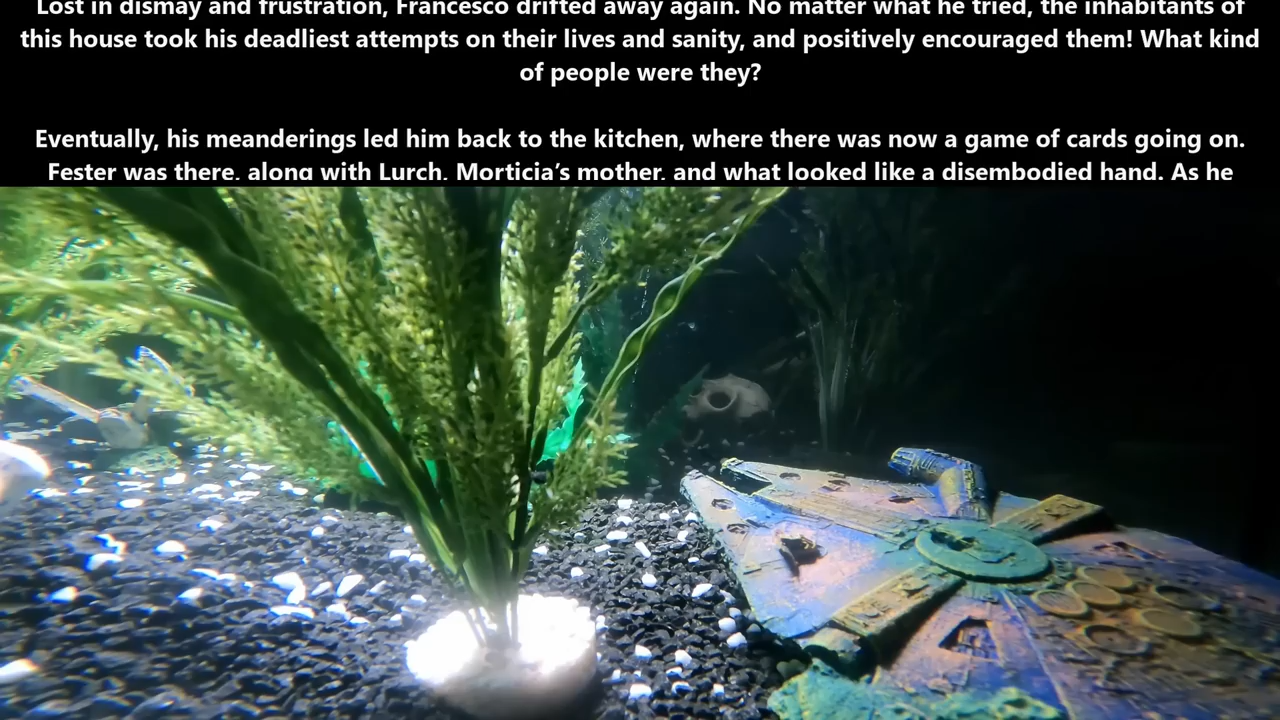 Lost in dismay and frustration, Francesco drifted away again. No matter what he tried, the inhabitants of
this house took his deadliest attempts on their lives and sanity, and positively encouraged them! What kind
of people were they?
Eventually, his meanderings led him back to the kitchen, where there was now a game of cards going on.
Fester was there, along with Lurch, Morticia’s mother, and what looked like a disembodied hand. As he